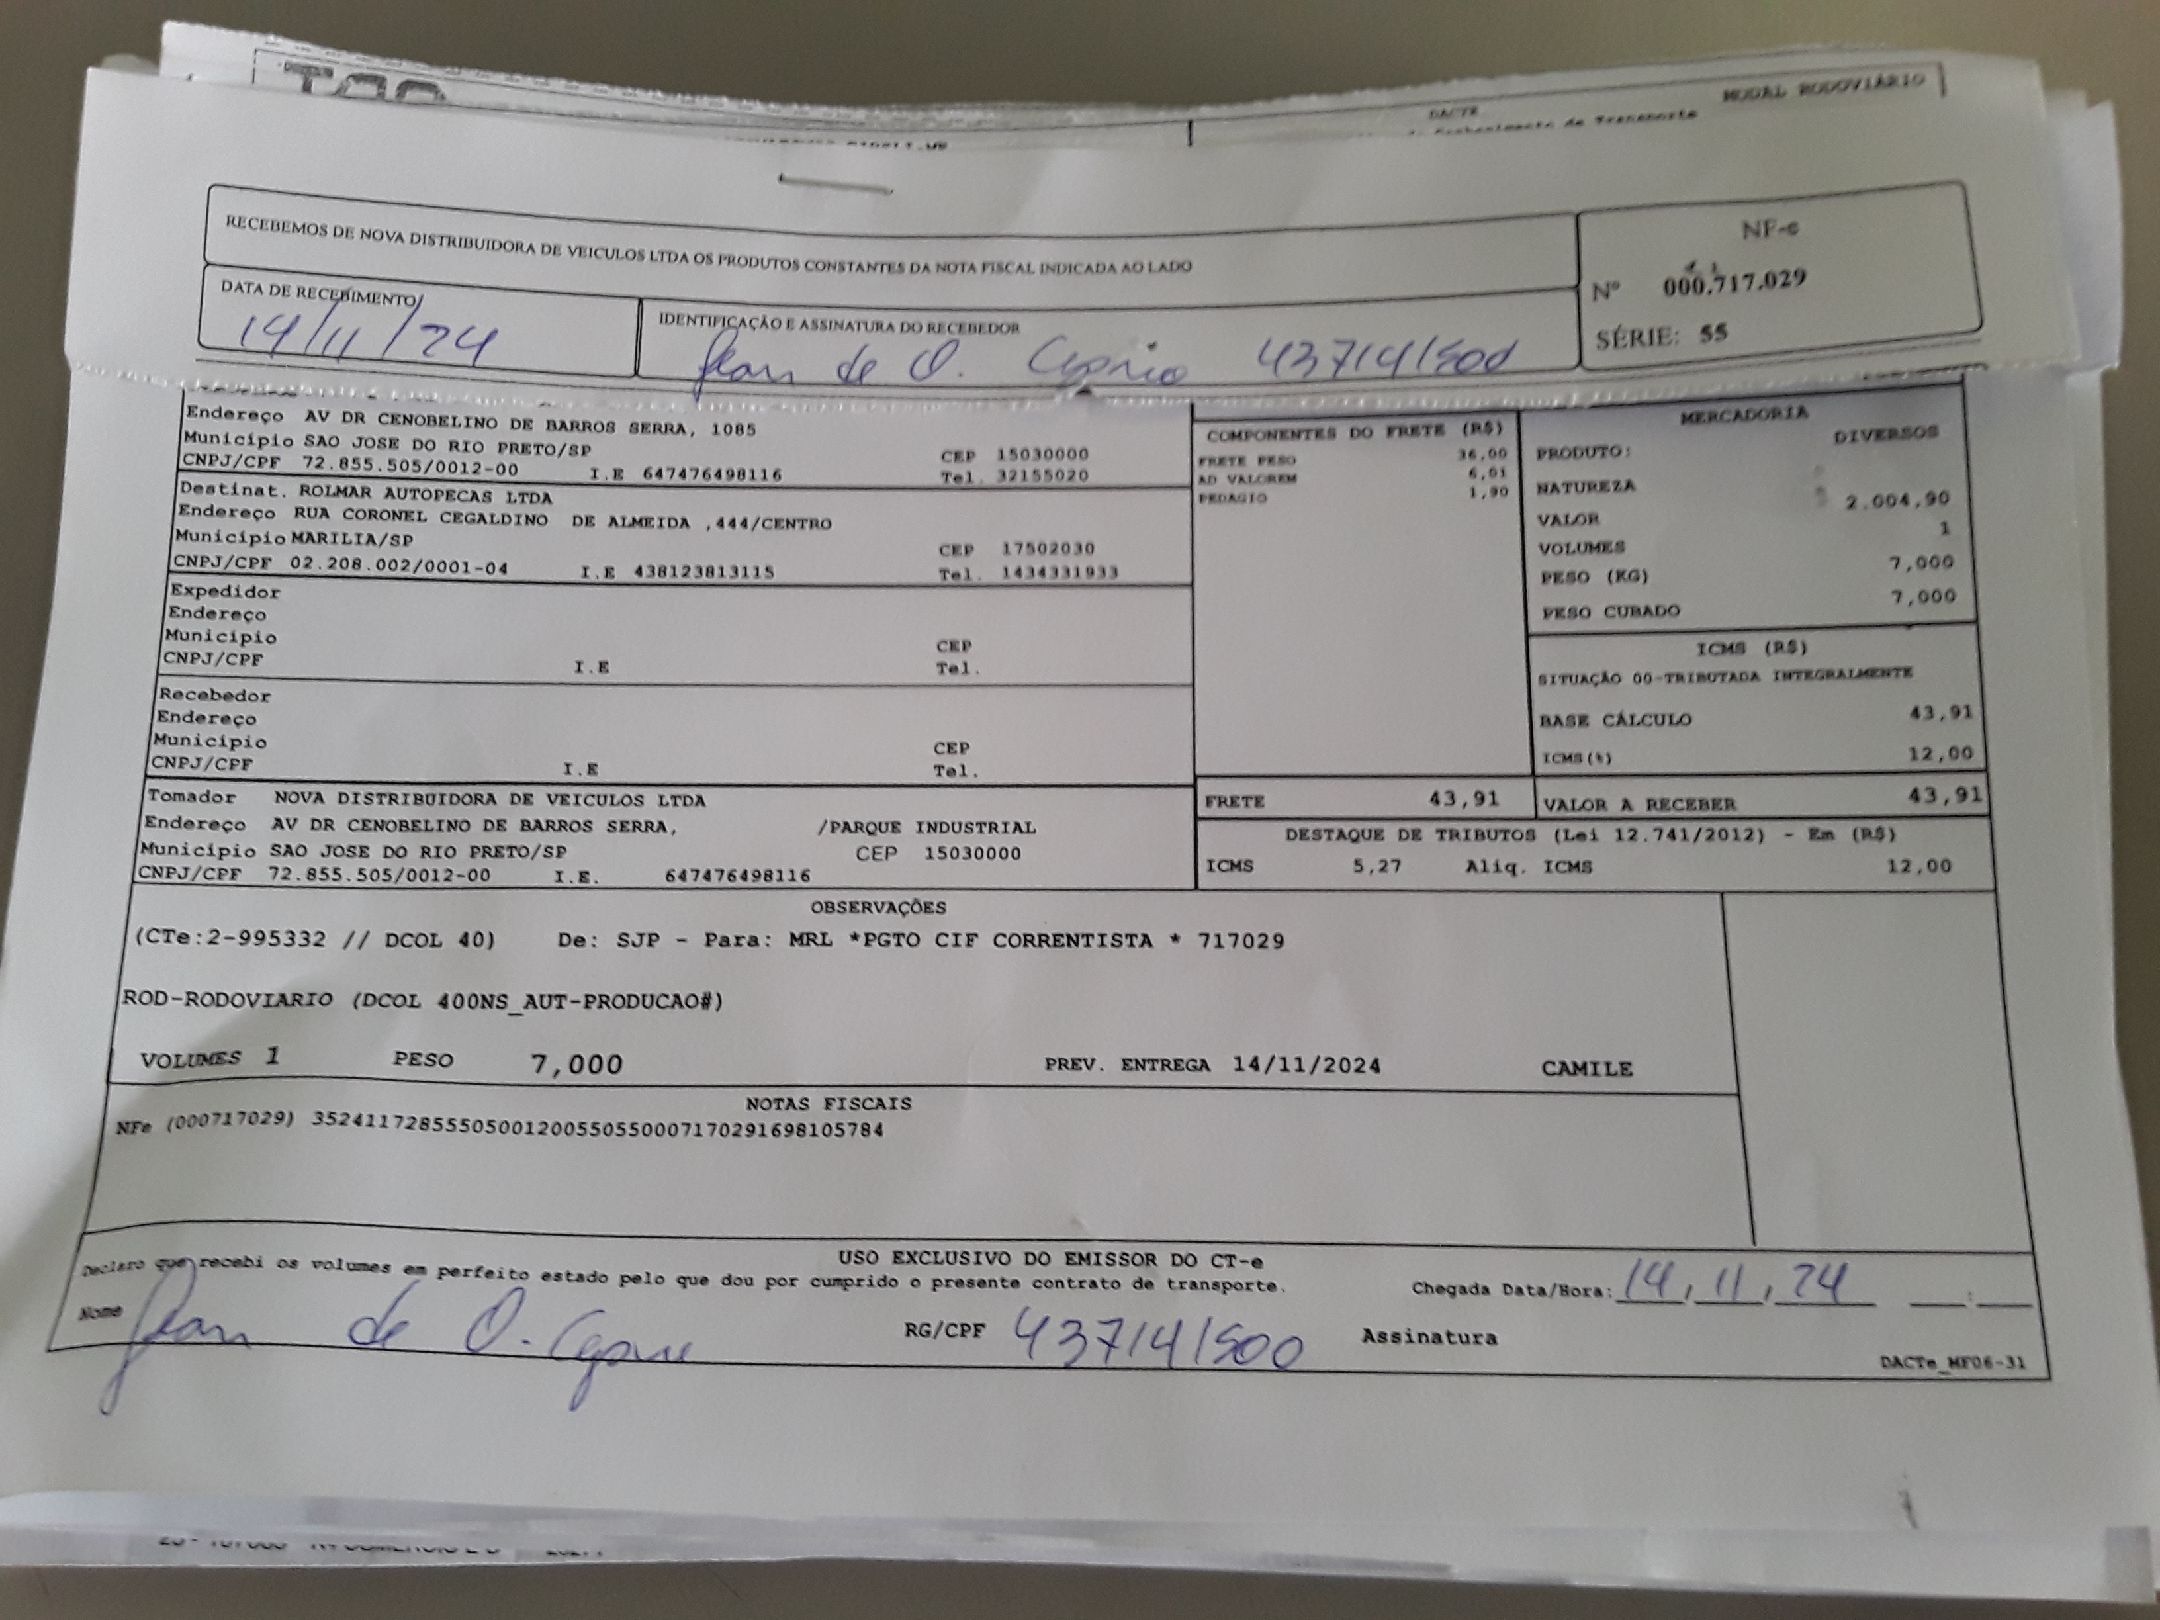 MODAL RODOVIÁRIO
DACTE
RECEBEMOS DE NOVA DISTRIBUIDORA DE VEICULOS LTDA OS PRODUTOS CONSTANTES DA NOTA FISCAL INDICADA AO LADO
NF-e
Nº 000.717.029
SÉRIE: 55
DATA DE RECEBIMENTO
14/11/24
IDENTIFICAÇÃO E ASSINATURA DO RECEBEDOR
Jean de O. 437141500
Endereço AV DR CENOBELINO DE BARROS SERRA, 1085
Município SAO JOSE DO RIO PRETO/SP CEP 15030000
CNPJ/CPF 72.855.505/0012-00 I.E 647476498116 Tel. 32155020
Destinat. ROLMAR AUTOPECAS LTDA
Endereço RUA CORONEL CEGALDINO DE ALMEIDA ,444/CENTRO
Município MARILIA/SP CEP 17502030
CNPJ/CPF 02.208.002/0001-04 I.E 438123813115 Tel. 1434331933
Expedidor
Endereço
Município CEP
CNPJ/CPF I.E Tel.
Recebedor
Endereço
Município CEP
CNPJ/CPF I.E Tel.
Tomador NOVA DISTRIBUIDORA DE VEICULOS LTDA
Endereço AV DR CENOBELINO DE BARROS SERRA, /PARQUE INDUSTRIAL
Município SAO JOSE DO RIO PRETO/SP CEP 15030000
CNPJ/CPF 72.855.505/0012-00 I.E. 647476498116
COMPONENTES DO FRETE (R$)
FRETE PESO 36,00
AD VALOREM 6,01
PEDAGIO 1,90
FRETE 43,91
MERCADORIA
PRODUTO: DIVERSOS
NATUREZA
VALOR 2.004,90
VOLUMES 1
PESO (KG) 7,000
PESO CUBADO 7,000
ICMS (R$)
SITUAÇÃO 00-TRIBUTADA INTEGRALMENTE
BASE CÁLCULO 43,91
ICMS(%) 12,00
VALOR A RECEBER 43,91
DESTAQUE DE TRIBUTOS (Lei 12.741/2012) - Em (R$)
ICMS 5,27 Aliq. ICMS 12,00
OBSERVAÇÕES
(CTe:2-995332 // DCOL 40) De: SJP - Para: MRL *PGTO CIF CORRENTISTA * 717029
ROD-RODOVIARIO (DCOL 400NS_AUT-PRODUCAO#)
VOLUMES 1 PESO 7,000 PREV. ENTREGA 14/11/2024 CAMILE
NOTAS FISCAIS
NFe (000717029) 35241172855505001200550550007170291698105784
USO EXCLUSIVO DO EMISSOR DO CT-e
Declaro que recebi os volumes em perfeito estado pelo que dou por cumprido o presente contrato de transporte.
Chegada Data/Hora: 14, 11, 24 :
Nome Jean de O. RG/CPF 437141500 Assinatura
DACTe_MF06-31